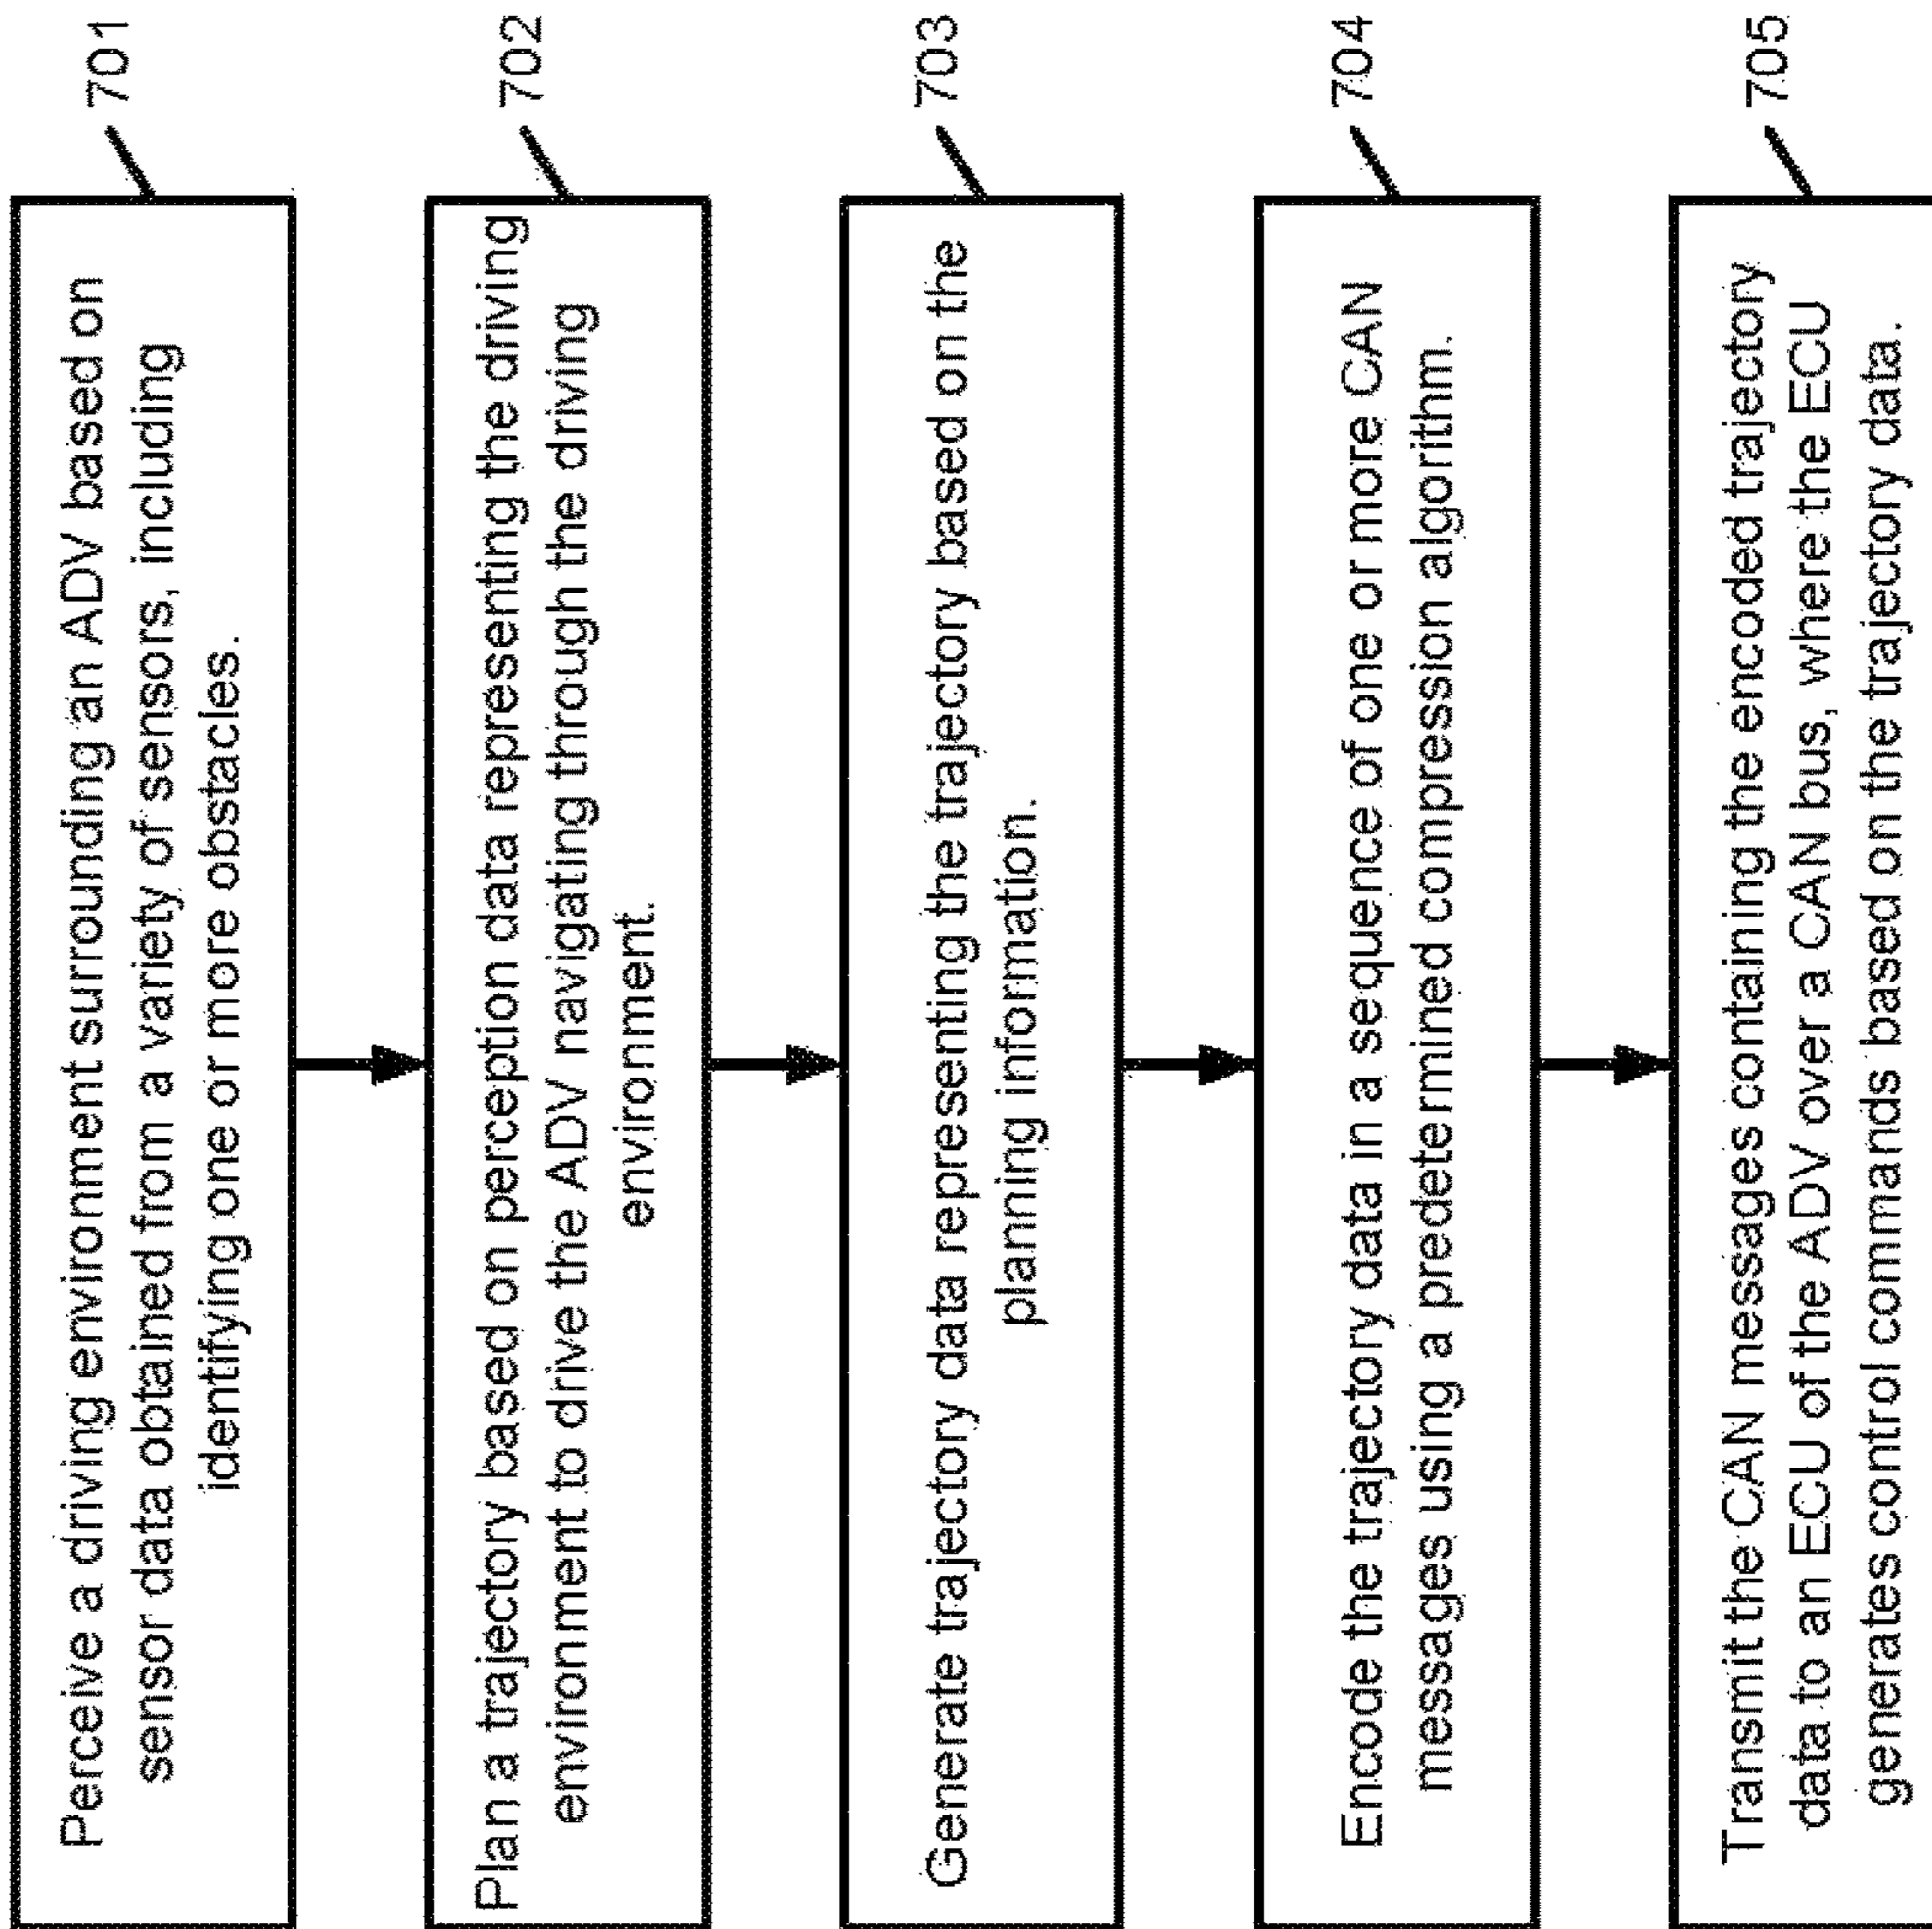 Perceive a driving environment surrounding an ADV based on
sensor data obtained from a variety of sensors, including
identifying one or more obstacles.
701
Plan a trajectory based on perception data representing the driving
environment to drive the ADV navigating through the driving
environment.
702
Generate trajectory data representing the trajectory based on the
planning information.
703
Encode the trajectory data in a sequence of one or more CAN
messages using a predetermined compression algorithm.
704
Transmit the CAN messages containing the encoded trajectory
data to an ECU of the ADV over a CAN bus, where the ECU
generates control commands based on the trajectory data.
705